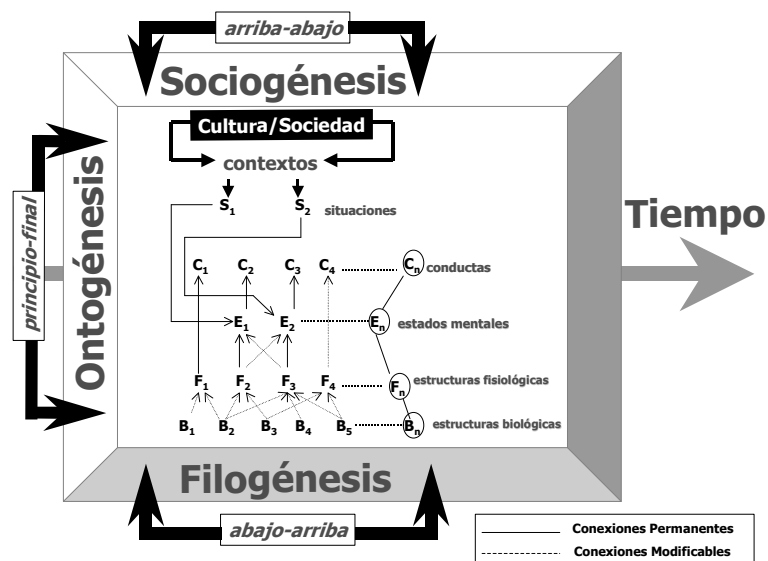 arriba-abajo
Sociogénesis
Cultura/Sociedad
contextos
S1 S2 situaciones
principio-final
Ontogénesis
Tiempo
C1 C2 C3 C4 Cn conductas
E1 E2 En estados mentales
F1 F2 F3 F4 Fn estructuras fisiológicas
B1 B2 B3 B4 B5 Bn estructuras biológicas
Filogénesis
abajo-arriba
Conexiones Permanentes
Conexiones Modificables